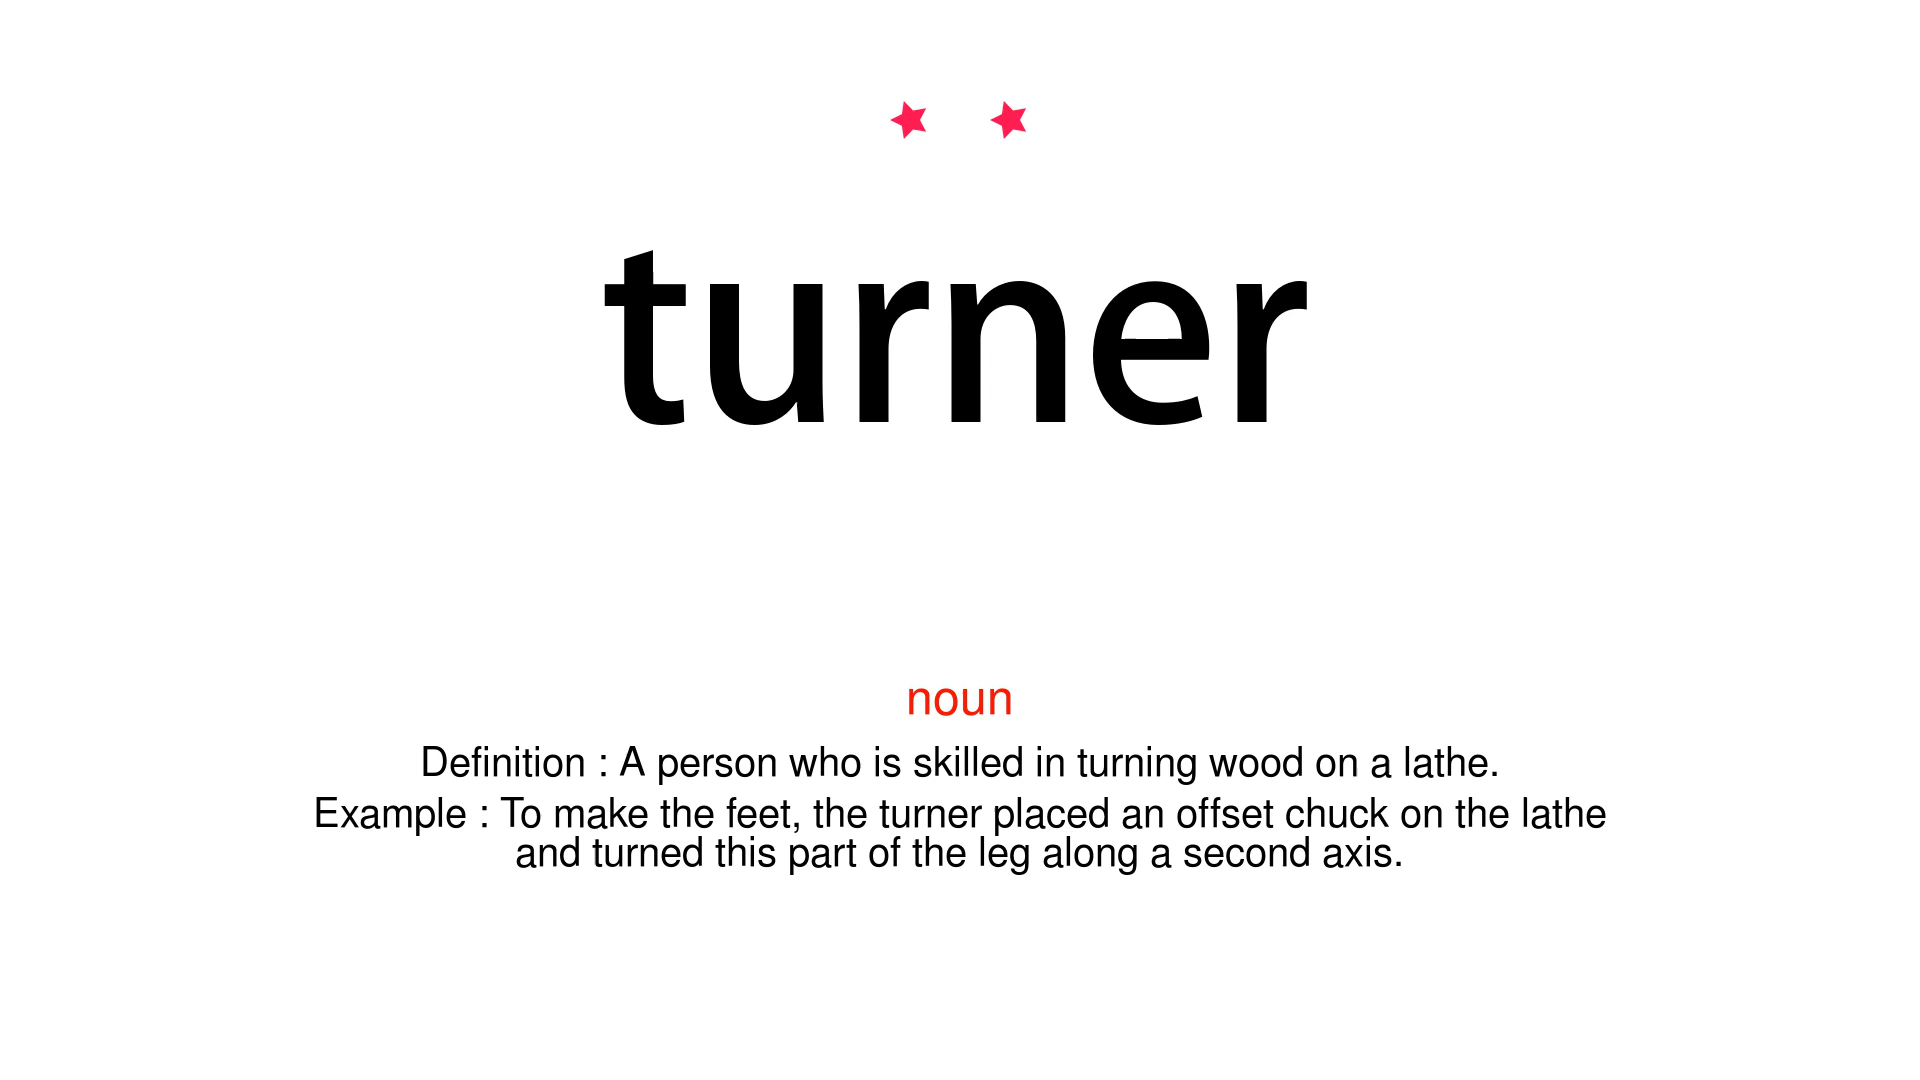 turner
noun
Definition : A person who is skilled in turning wood on a lathe.
Example : To make the feet, the turner placed an offset chuck on the lathe
and turned this part of the leg along a second axis.